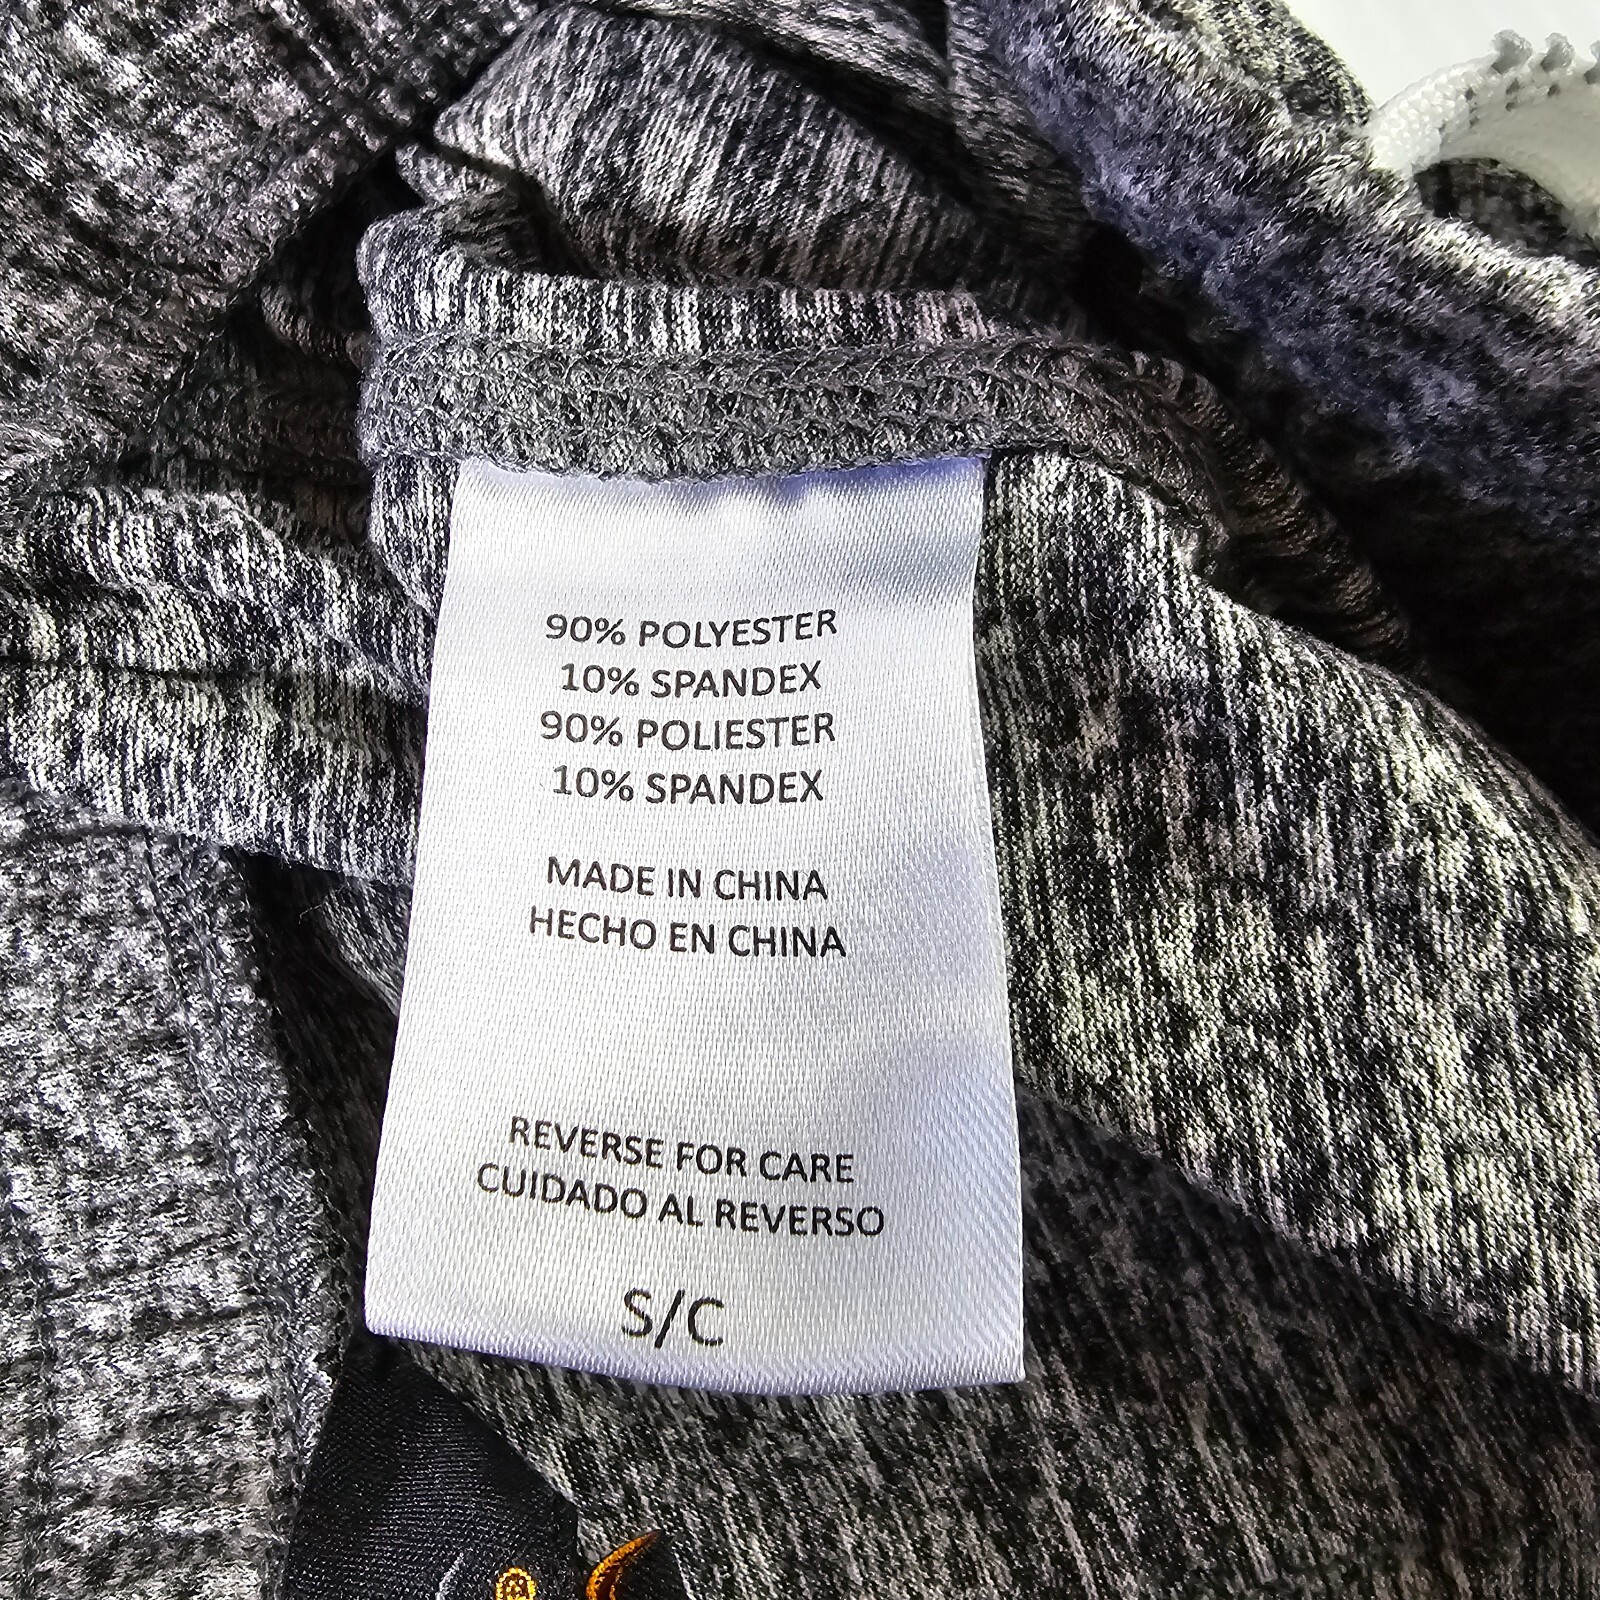 90% POLYESTER
10% SPANDEX
90% POLIESTER
10% SPANDEX
MADE IN CHINA
HECHO EN CHINA
REVERSE FOR CARE
CUIDADO AL REVERSO
S/C